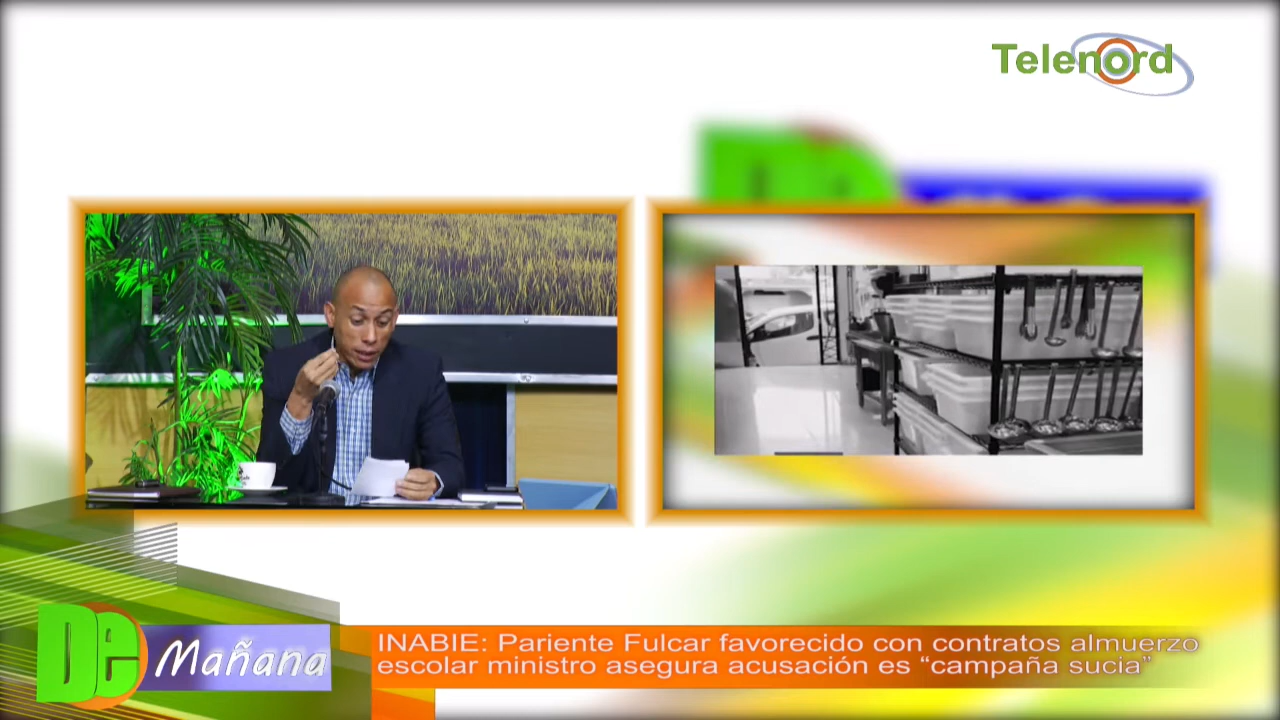 Telenord
De
Mañana
INABIE: Pariente Fulcar favorecido con contratos almuerzo
escolar ministro asegura acusación es “campaña sucia”